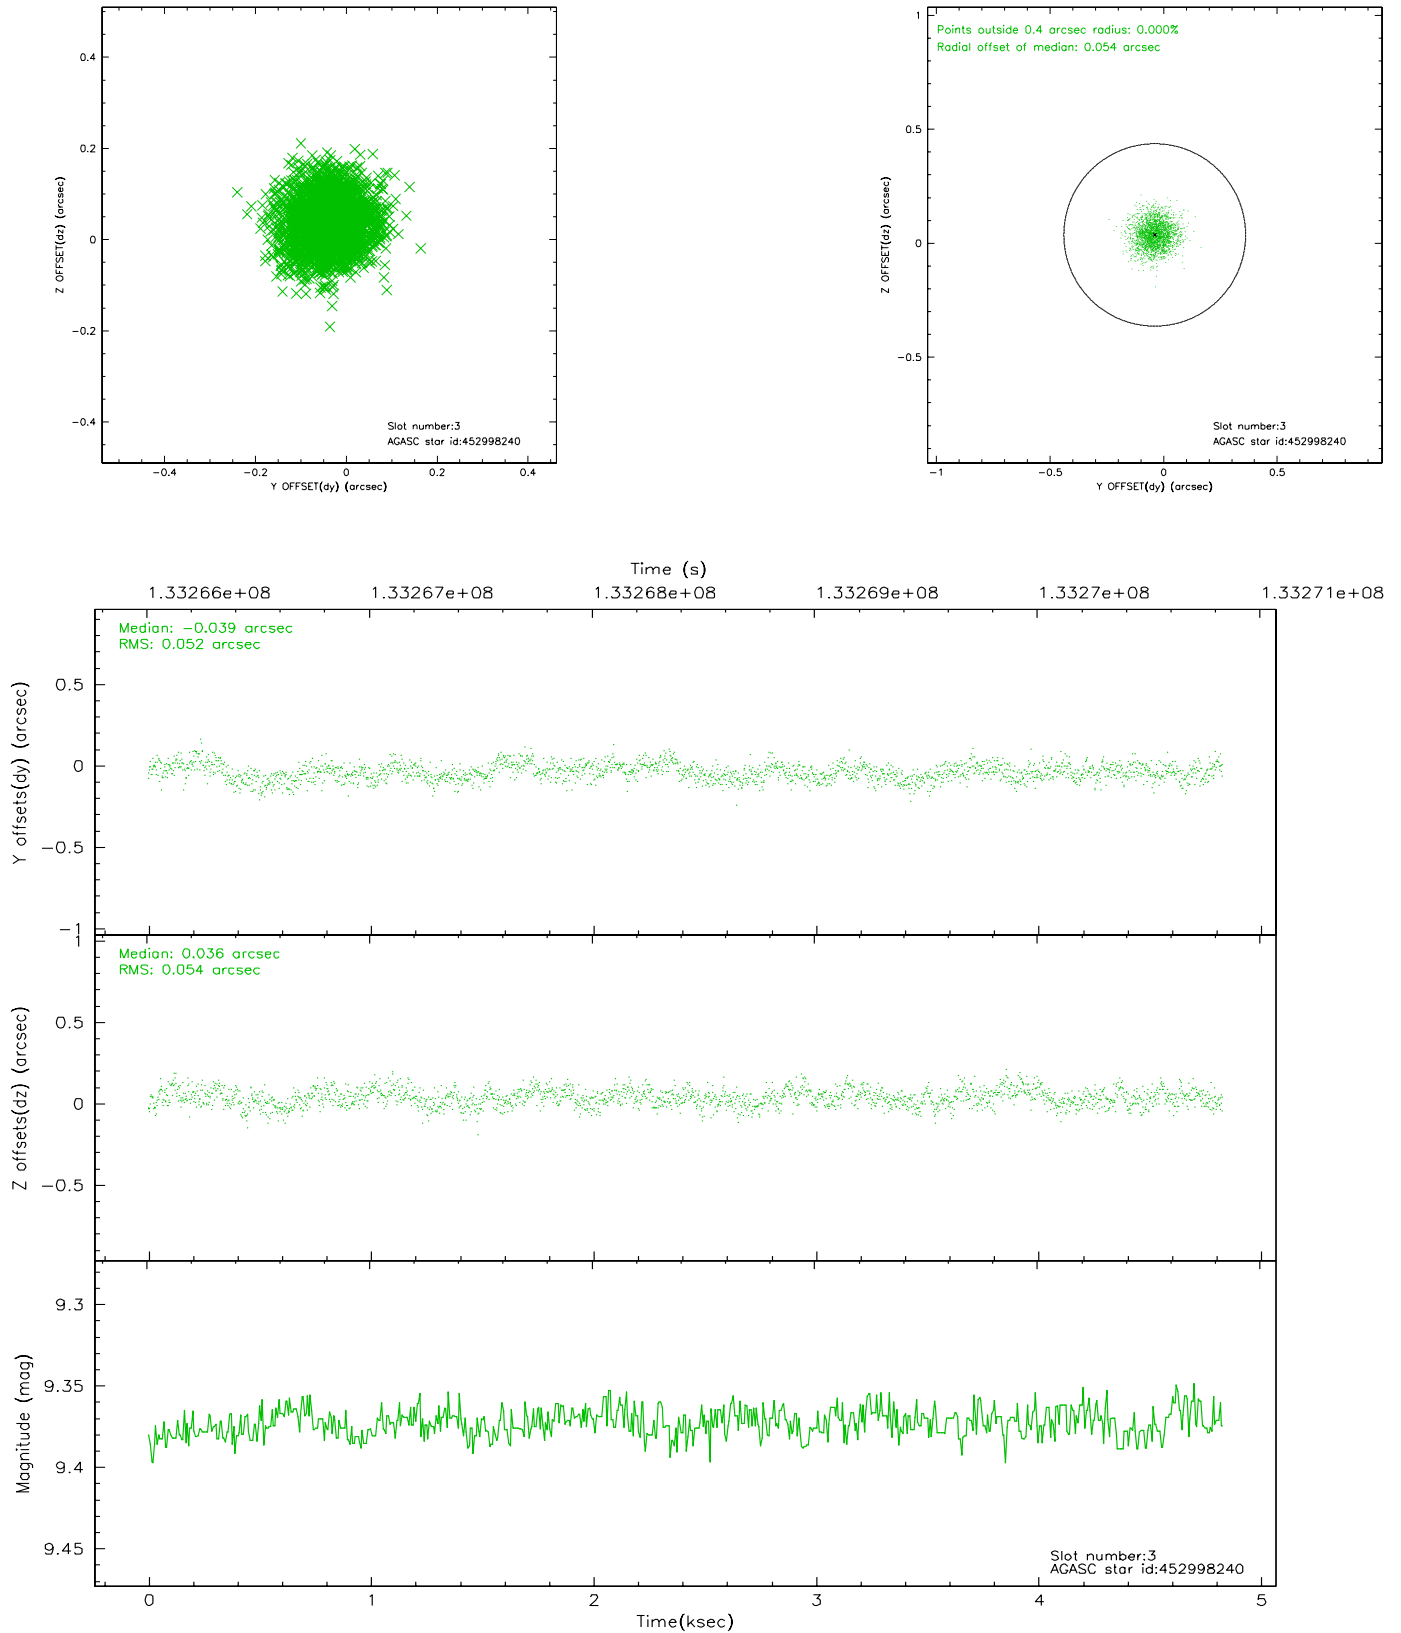 0.4
0.2
0
−0.2
−0.4
Z OFFSET(dz) (arcsec)
Slot number:3
AGASC star id:452998240
−0.4 −0.2 0 0.2 0.4
Y OFFSET(dy) (arcsec)
Points outside 0.4 arcsec radius: 0.000%
Radial offset of median: 0.054 arcsec
1
0.5
0
−0.5
Z OFFSET(dz) (arcsec)
Slot number:3
AGASC star id:452998240
−1 −0.5 0 0.5
Y OFFSET(dy) (arcsec)
Time (s)
1.33266e+08 1.33267e+08 1.33268e+08 1.33269e+08 1.3327e+08 1.33271e+08
Median: −0.039 arcsec
RMS: 0.052 arcsec
0.5
0
−0.5
−1
Y offsets(dy) (arcsec)
Median: 0.036 arcsec
RMS: 0.054 arcsec
1
0.5
0
−0.5
Z offsets(dz) (arcsec)
9.3
9.35
9.4
9.45
Magnitude (mag)
Slot number:3
AGASC star id:452998240
0 1 2 3 4 5
Time(ksec)